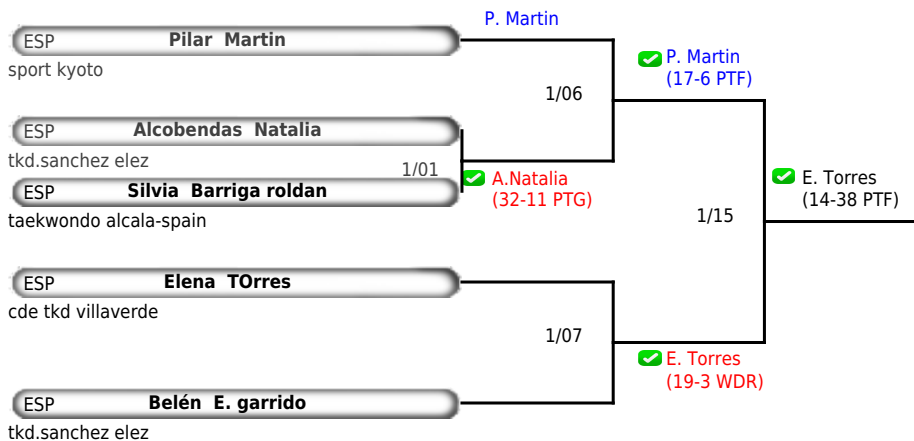 P. Martin
ESP Pilar Martin
sport kyoto
P. Martin
(17-6 PTF)
1/06
ESP Alcobendas Natalia
tkd.sanchez elez
1/01
A.Natalia
(32-11 PTG)
ESP Silvia Barriga roldan
taekwondo alcala-spain
E. Torres
(14-38 PTF)
1/15
ESP Elena TOrres
cde tkd villaverde
1/07
E. Torres
(19-3 WDR)
ESP Belén E. garrido
tkd.sanchez elez